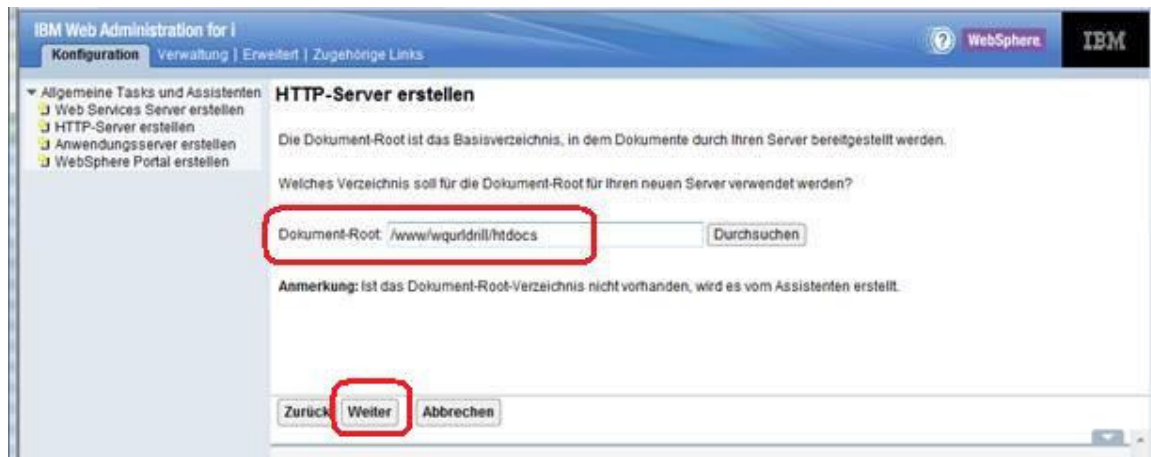 IBM Web Administration for i
Konfiguration Verwaltung | Erweitert | Zugehörige Links
? WebSphere. IBM
Allgemeine Tasks und Assistenten
Web Services Server erstellen
HTTP-Server erstellen
Anwendungsserver erstellen
WebSphere Portal erstellen
HTTP-Server erstellen
Die Dokument-Root ist das Basisverzeichnis, in dem Dokumente durch Ihren Server bereitgestellt werden.
Welches Verzeichnis soll für die Dokument-Root für Ihren neuen Server verwendet werden?
Dokument-Root: /www/wqurldrill/htdocs Durchsuchen
Anmerkung: Ist das Dokument-Root-Verzeichnis nicht vorhanden, wird es vom Assistenten erstellt.
Zurück Weiter Abbrechen